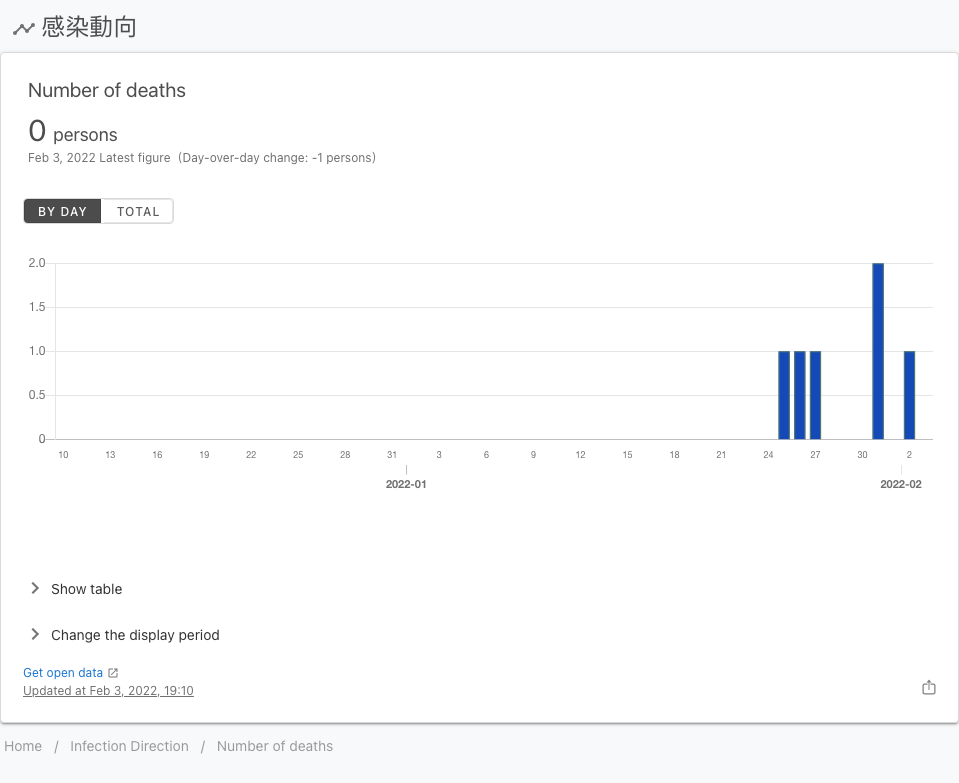 感染動向
Number of deaths
0 persons
Feb 3, 2022 Latest figure (Day-over-day change: -1 persons)
BY DAY TOTAL
2.0
1.5
1.0
0.5
0
10 13 16 19 22 25 28 31 3 6 9 12 15 18 21 24 27 30 2
2022-01 2022-02
Show table
Change the display period
Get open data
Updated at Feb 3, 2022, 19:10
Home / Infection Direction / Number of deaths